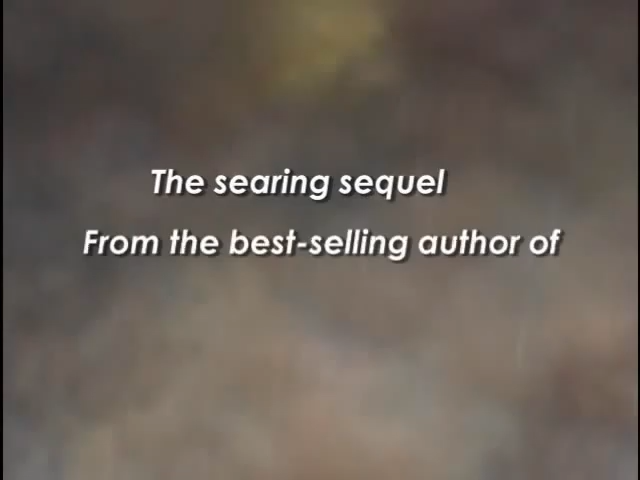 The searing sequel
From the best-selling author of